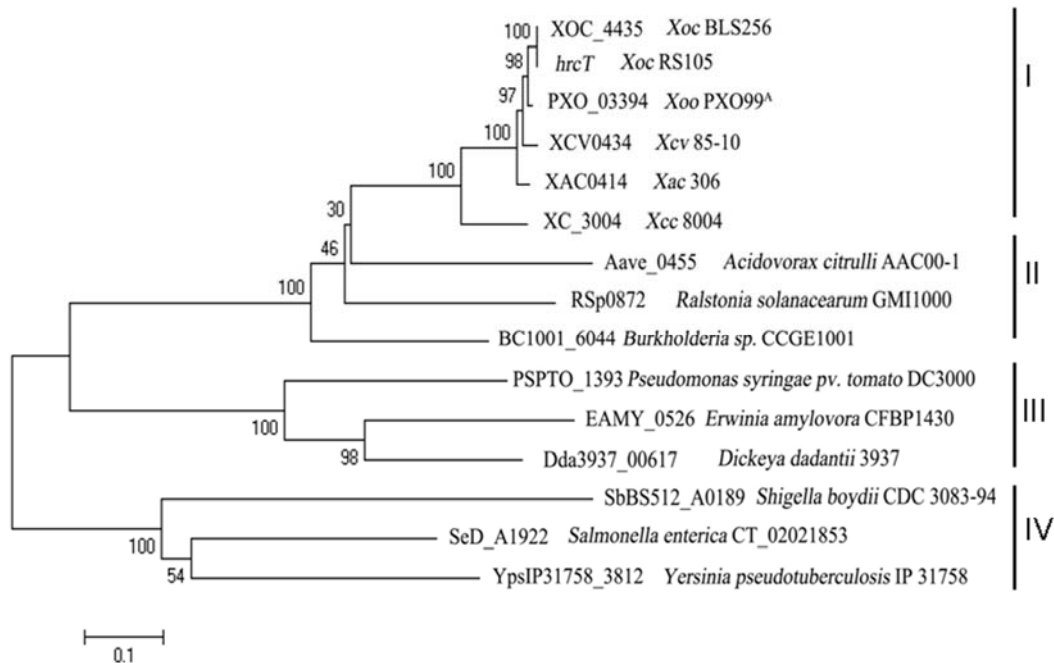 100 XOC_4435 Xoc BLS256
98 hrcT Xoc RS105
I
97 PXO_03394 Xoo PXO99ᴬ
100 XCV0434 Xcv 85-10
100 XAC0414 Xac 306
30 XC_3004 Xcc 8004
46 Aave_0455 Acidovorax citrulli AAC00-1
II
100 RSp0872 Ralstonia solanacearum GMI1000
BC1001_6044 Burkholderia sp. CCGE1001
PSPTO_1393 Pseudomonas syringae pv. tomato DC3000
100 EAMY_0526 Erwinia amylovora CFBP1430
III
98 Dda3937_00617 Dickeya dadantii 3937
SbBS512_A0189 Shigella boydii CDC 3083-94
IV
100 SeD_A1922 Salmonella enterica CT_02021853
54 YpsIP31758_3812 Yersinia pseudotuberculosis IP 31758
0.1